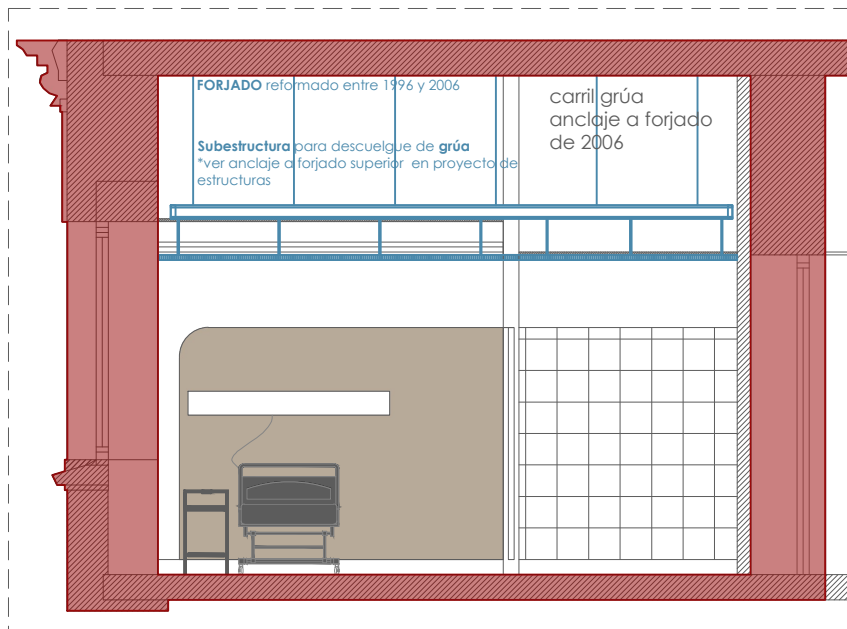 FORJADO reformado entre 1996 y 2006
Subestructura para descuelgue de grúa
*ver anclaje a forjado superior en proyecto de
estructuras
carril grúa
anclaje a forjado
de 2006